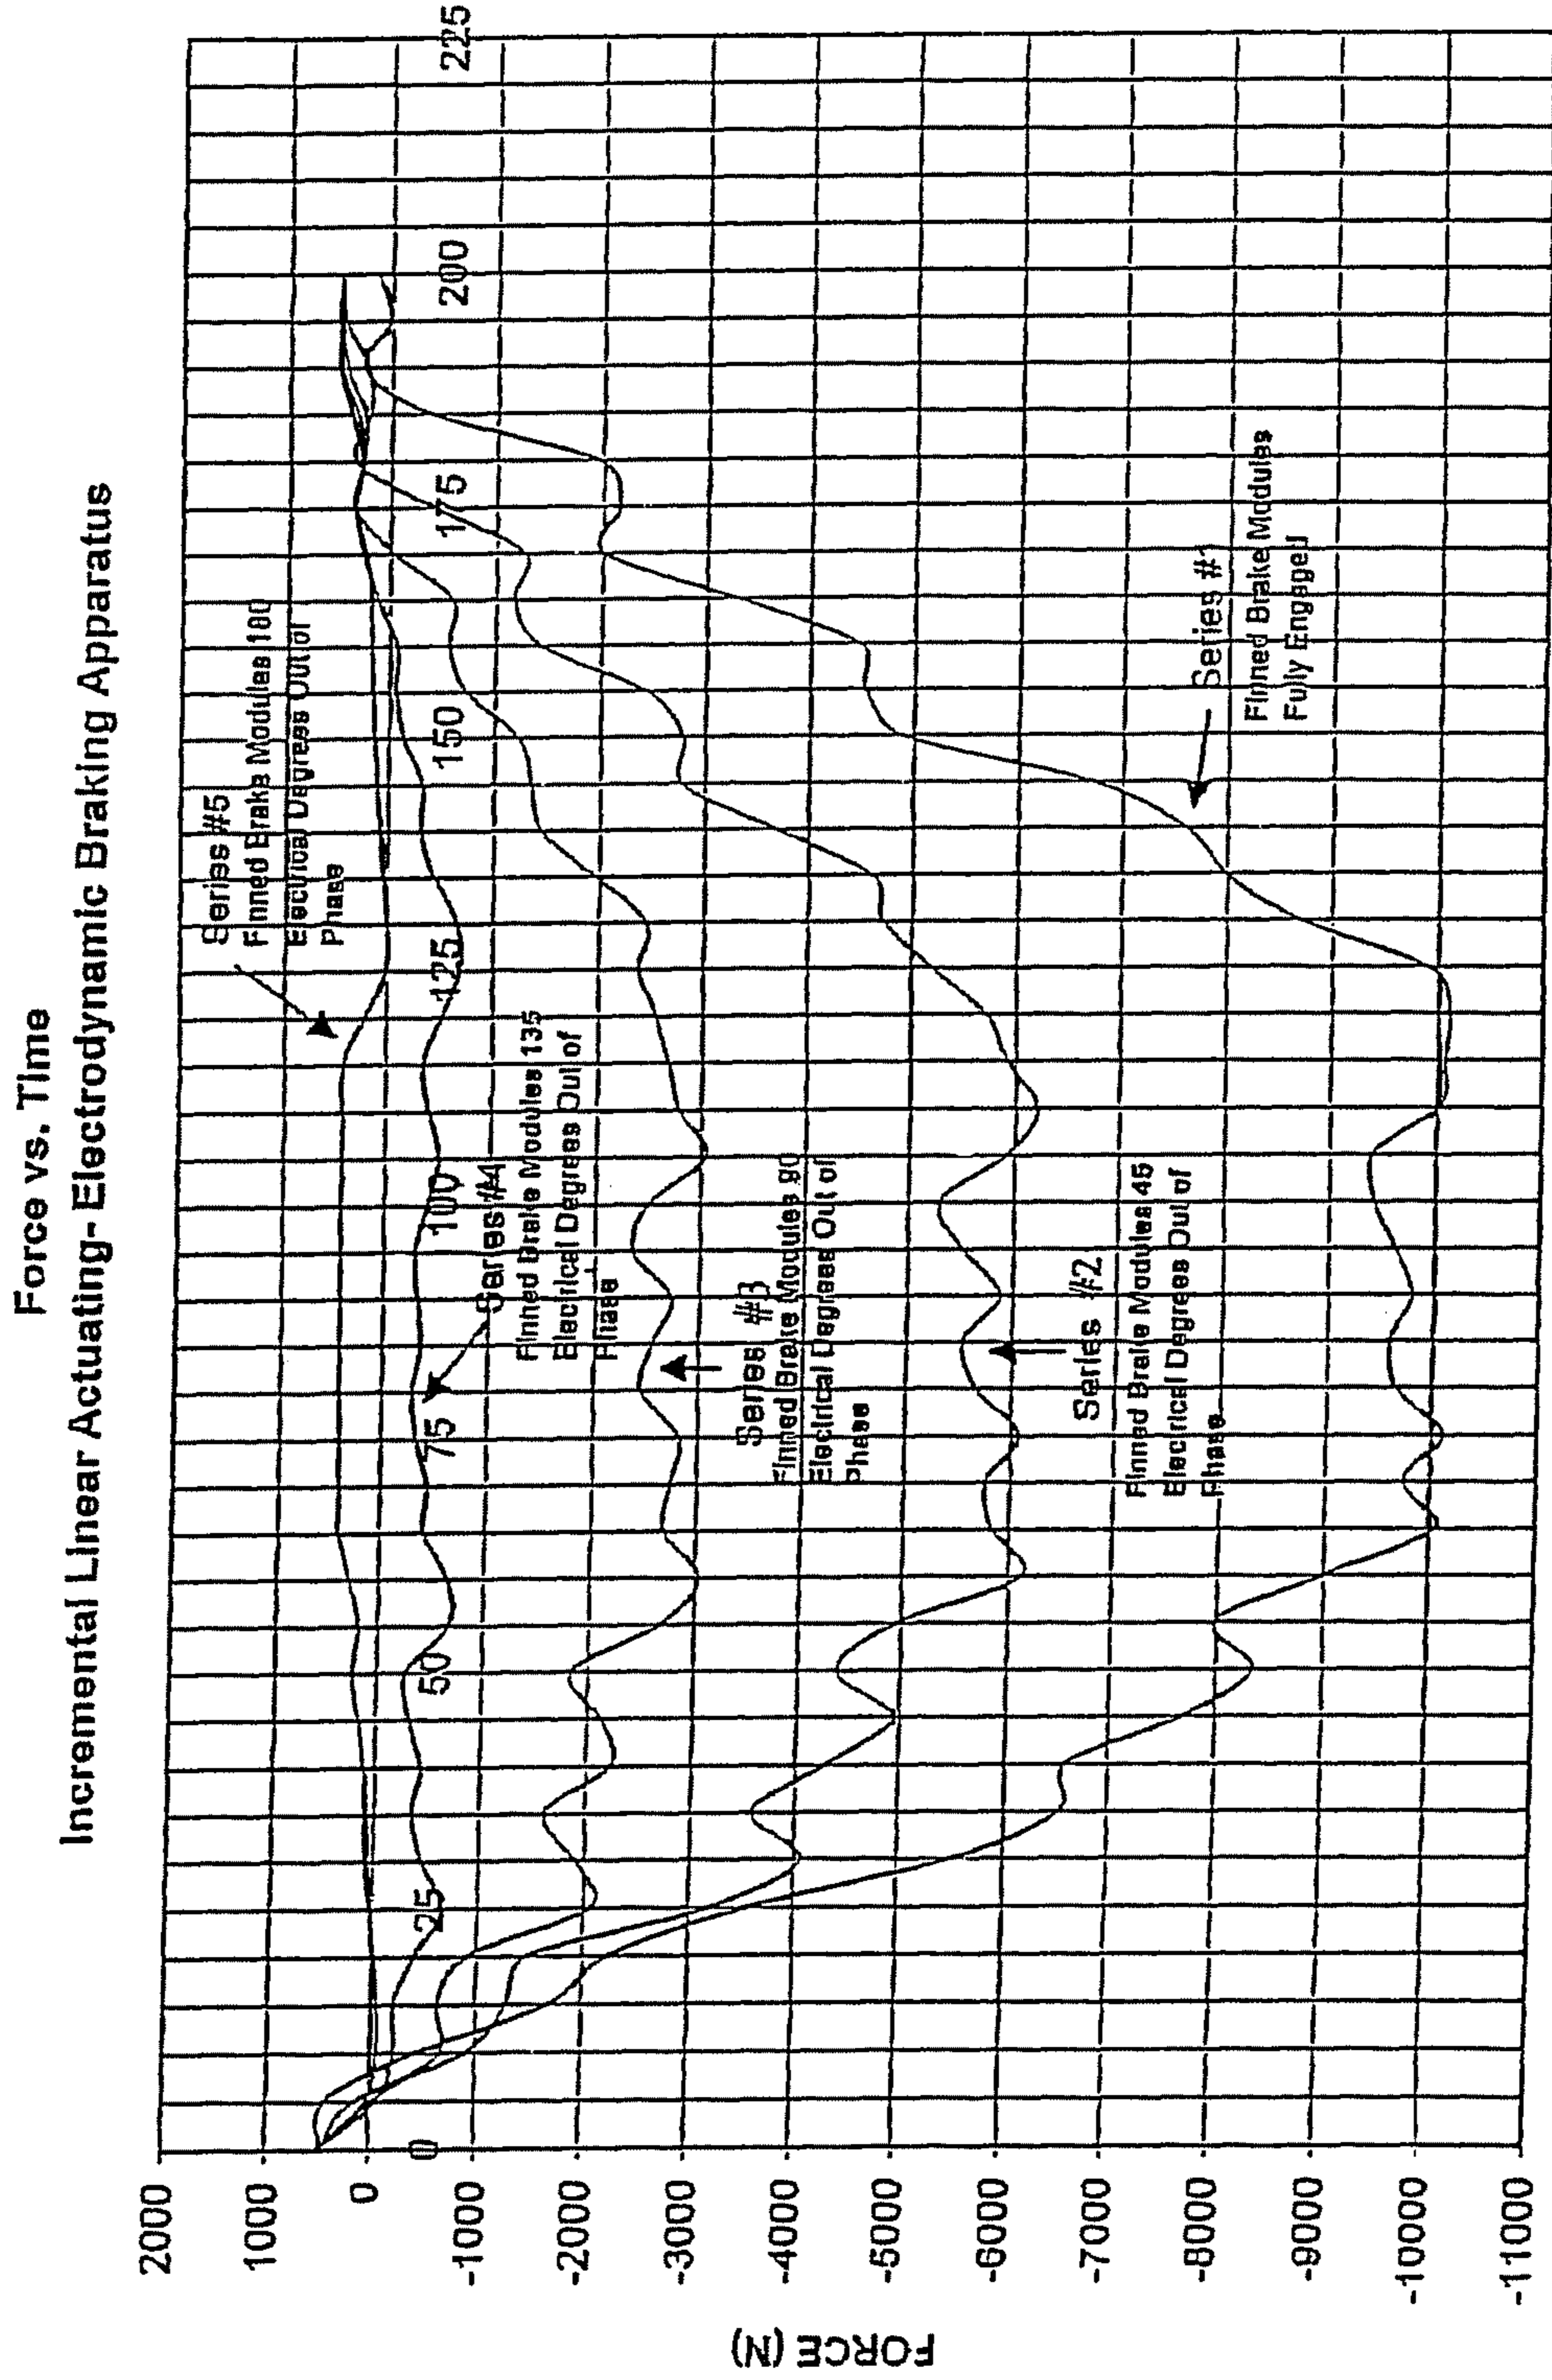 Force vs. Time
Incremental Linear Actuating-Electrodynamic Braking Apparatus
FORCE (N)
2000
1000
0
-1000
-2000
-3000
-4000
-5000
-6000
-7000
-8000
-9000
-10000
-11000
0
25
50
75
100
125
150
175
200
225
Series #5
Finned Brake Modules 180
Electrical Degrees Out of
Phase
Series #4
Finned Brake Modules 135
Electrical Degrees Out of
Phase
Series #3
Finned Brake Modules 90
Electrical Degrees Out of
Phase
Series #2
Finned Brake Modules 45
Electrical Degrees Out of
Phase
Series #1
Finned Brake Modules
Fully Engaged